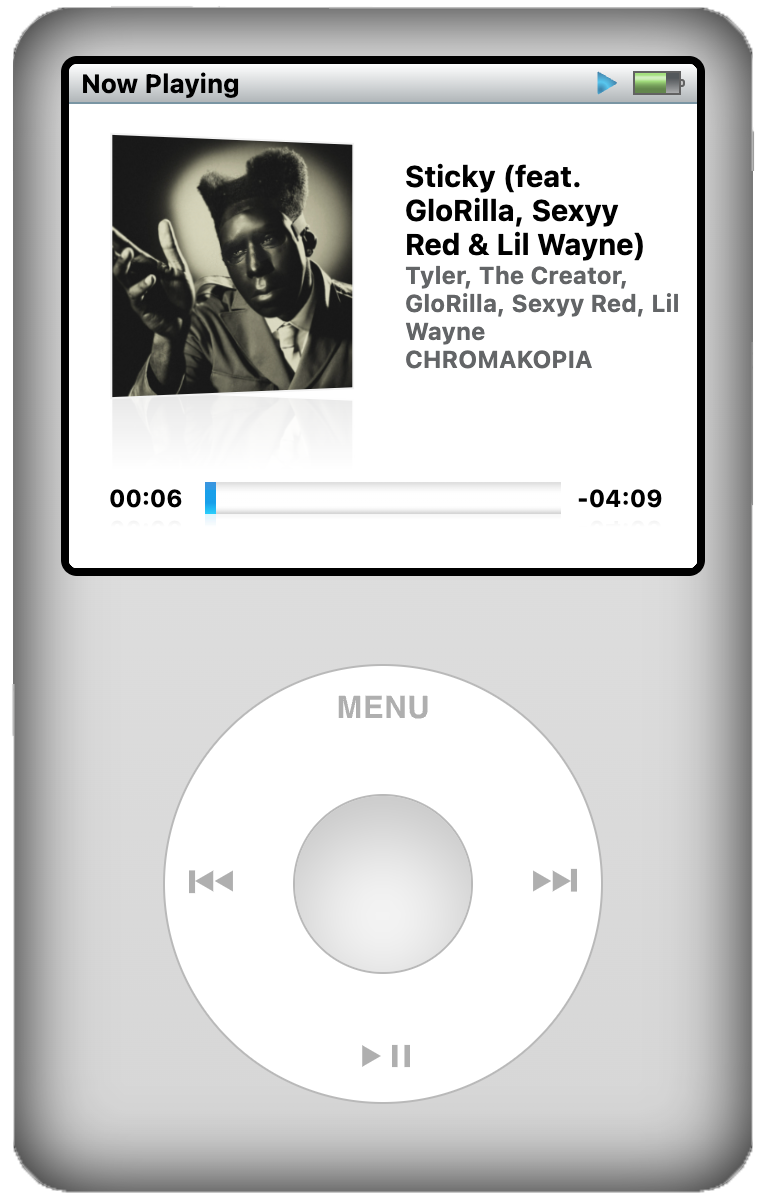 Now Playing
Sticky (feat.
GloRilla, Sexyy
Red & Lil Wayne)
Tyler, The Creator,
GloRilla, Sexyy Red, Lil
Wayne
CHROMAKOPIA
00:06
-04:09
MENU